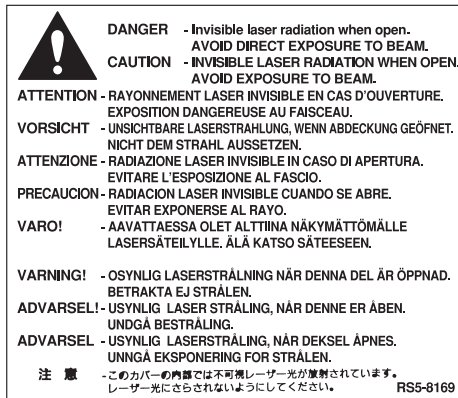 DANGER - Invisible laser radiation when open.
AVOID DIRECT EXPOSURE TO BEAM.
CAUTION - INVISIBLE LASER RADIATION WHEN OPEN.
AVOID EXPOSURE TO BEAM.
ATTENTION - RAYONNEMENT LASER INVISIBLE EN CAS D'OUVERTURE.
EXPOSITION DANGEREUSE AU FAISCEAU.
VORSICHT - UNSICHTBARE LASERSTRAHLUNG, WENN ABDECKUNG GEÖFNET.
NICHT DEM STRAHL AUSSETZEN.
ATTENZIONE - RADIAZIONE LASER INVISIBLE IN CASO DI APERTURA.
EVITARE L'ESPOSIZIONE AL FASCIO.
PRECAUCION - RADIACION LASER INVISIBLE CUANDO SE ABRE.
EVITAR EXPONERSE AL RAYO.
VARO! - AAVATTAESSA OLET ALTTIINA NÄKYMÄTTÖMÄLLE
LASERSÄTEILYLLE. ÄLÄ KATSO SÄTEESEEN.
VARNING! - OSYNLIG LASERSTRÅLNING NÄR DENNA DEL ÄR ÖPPNAD.
BETRAKTA EJ STRÅLEN.
ADVARSEL! - USYNLIG LASER STRÅLING, NÅR DENNE ER ÅBEN.
UNDGÅ BESTRÅLING.
ADVARSEL - USYNLIG LASERSTRÅLING, NÅR DEKSEL ÅPNES.
UNNGÅ EKSPONERING FOR STRÅLEN.
注 意 - このカバーの内部では不可視レーザー光が放射されています。
レーザー光にさらされないようにしてください。 RS5-8169